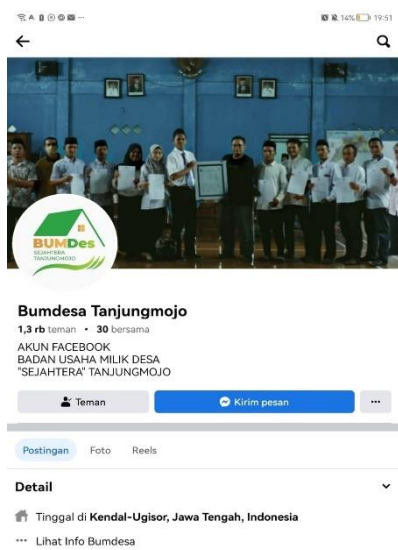 14% 19:51
BUMDes
SEJAHTERA
TANJUNGMOJO
Bumdesa Tanjungmojo
1,3 rb teman • 30 bersama
AKUN FACEBOOK
BADAN USAHA MILIK DESA
"SEJAHTERA" TANJUNGMOJO
Teman
Kirim pesan
Postingan Foto Reels
Detail
Tinggal di Kendal-Ugisor, Jawa Tengah, Indonesia
Lihat Info Bumdesa